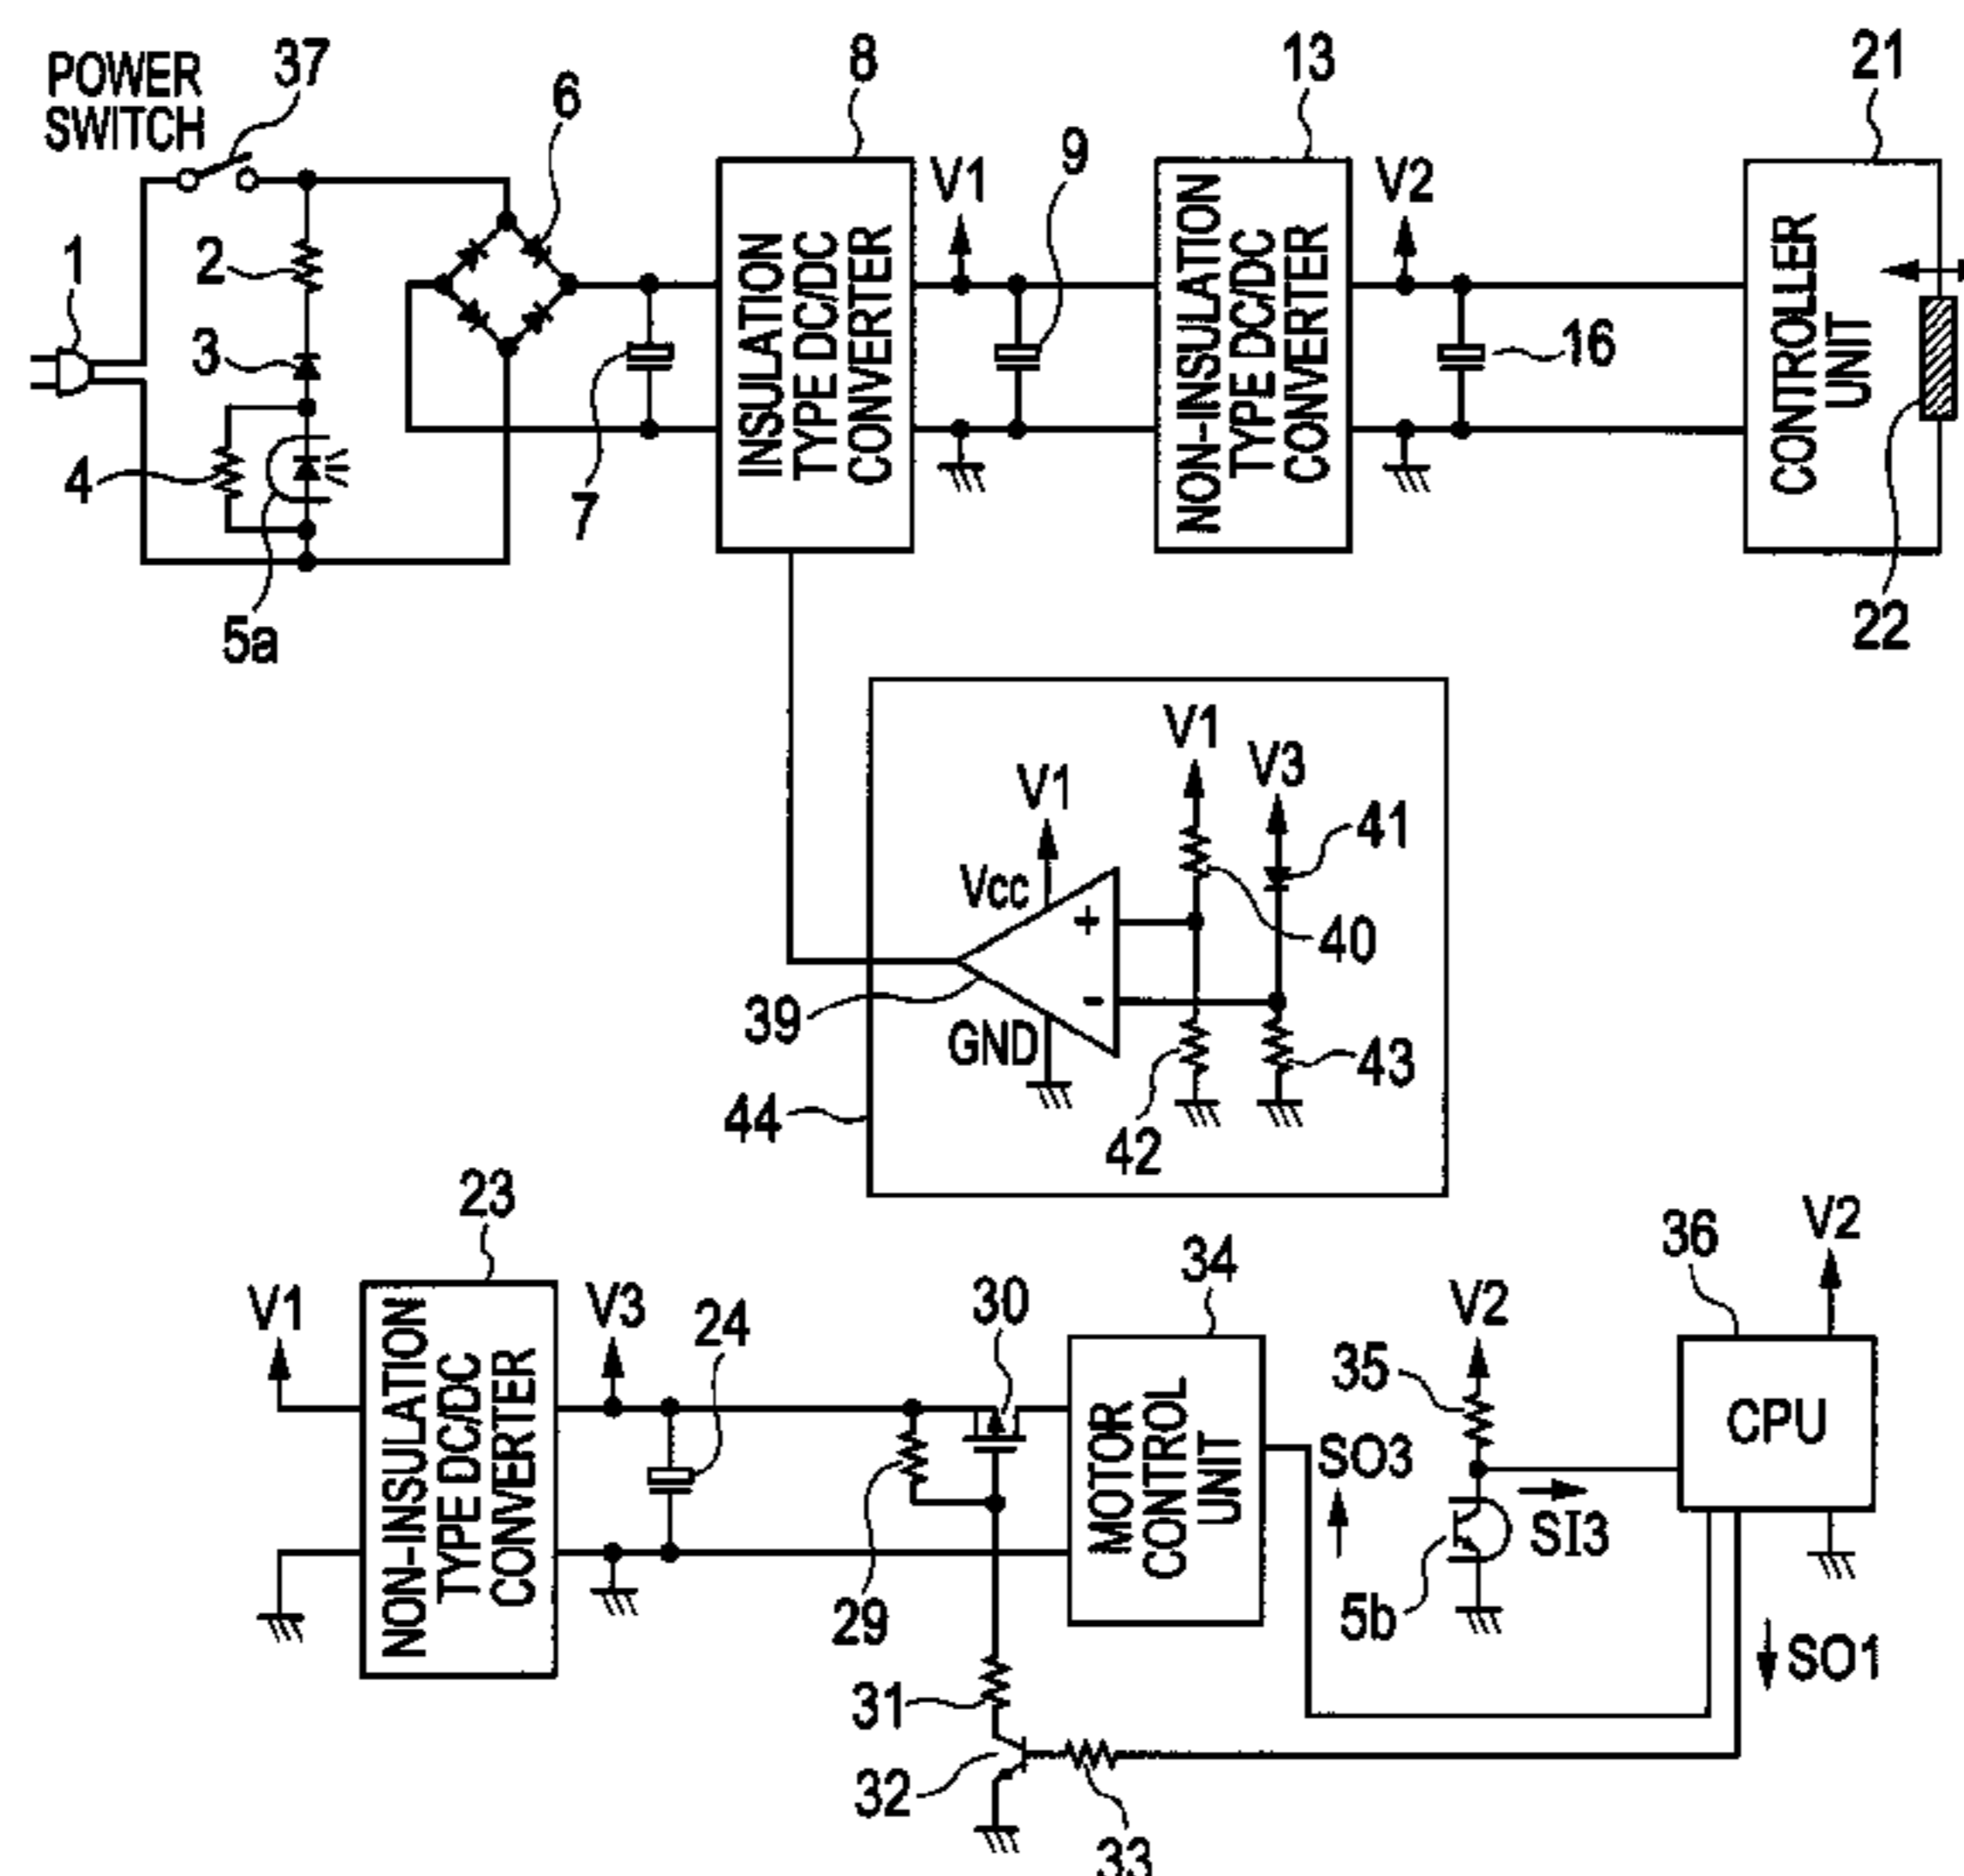 POWER
SWITCH
37
6
8
9
13
21
V1
V2
1
2
3
4
5a
7
INSULATION
TYPE DC/DC
CONVERTER
NON-INSULATION
TYPE DC/DC
CONVERTER
16
CONTROLLER
UNIT
22
V1
V3
V1
41
Vcc
+
40
-
39
GND
43
44
42
23
V1
V3
24
30
34
V2
36
V2
35
NON-INSULATION
TYPE DC/DC
CONVERTER
MOTOR
CONTROL
UNIT
SO3
CPU
SI3
29
5b
SO1
31
32
33